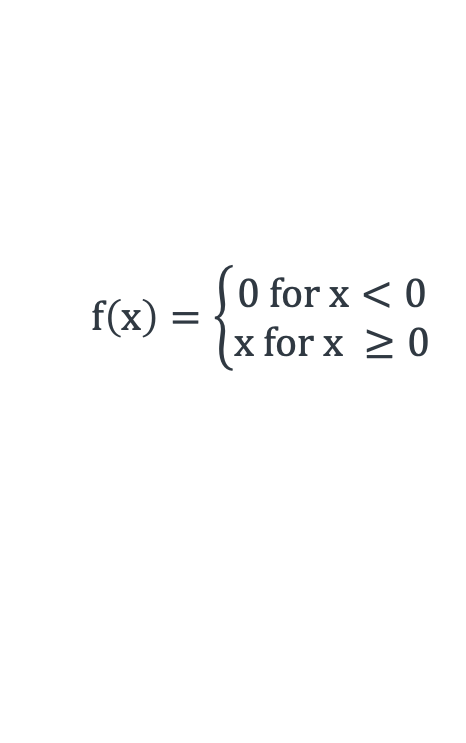 f(x) = {
0 for x < 0
x for x ≥ 0